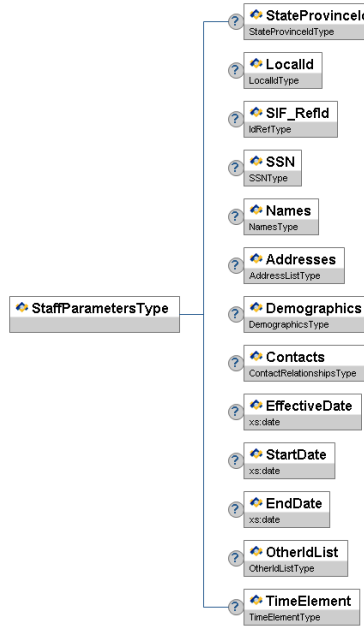 StateProvinceId
StateProvinceIdType
LocalId
LocalIdType
SIF_RefId
IdRefType
SSN
SSNType
Names
NamesType
Addresses
AddressListType
StaffParametersType
Demographics
DemographicsType
Contacts
ContactRelationshipsType
EffectiveDate
xs:date
StartDate
xs:date
EndDate
xs:date
OtherIdList
OtherIdListType
TimeElement
TimeElementType